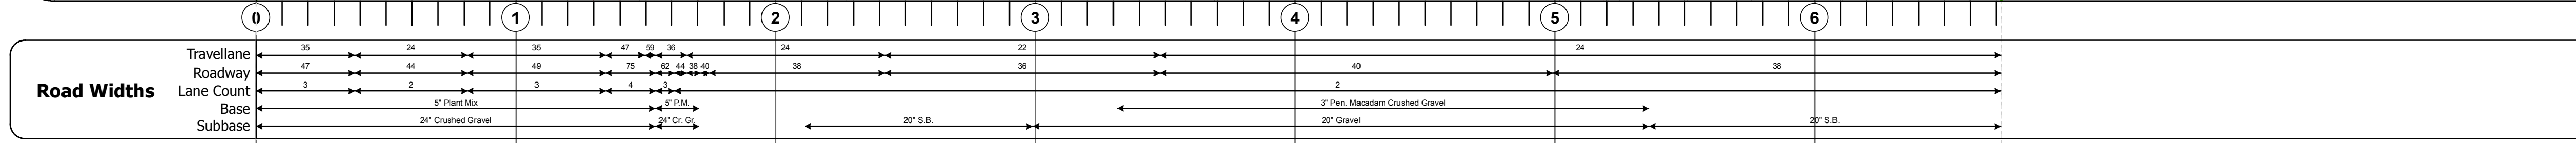 0 1 2 3 4 5 6
Road Widths
Travellane 35 24 35 47 59 36 24 22 24
Roadway 47 44 49 75 62 44 38 40 38 36 40 38
Lane Count 3 2 3 4 3 2
Base 5" Plant Mix 5" P.M. 3" Pen. Macadam Crushed Gravel
Subbase 24" Crushed Gravel 24" Cr. Gr. 20" S.B. 20" Gravel 20" S.B.